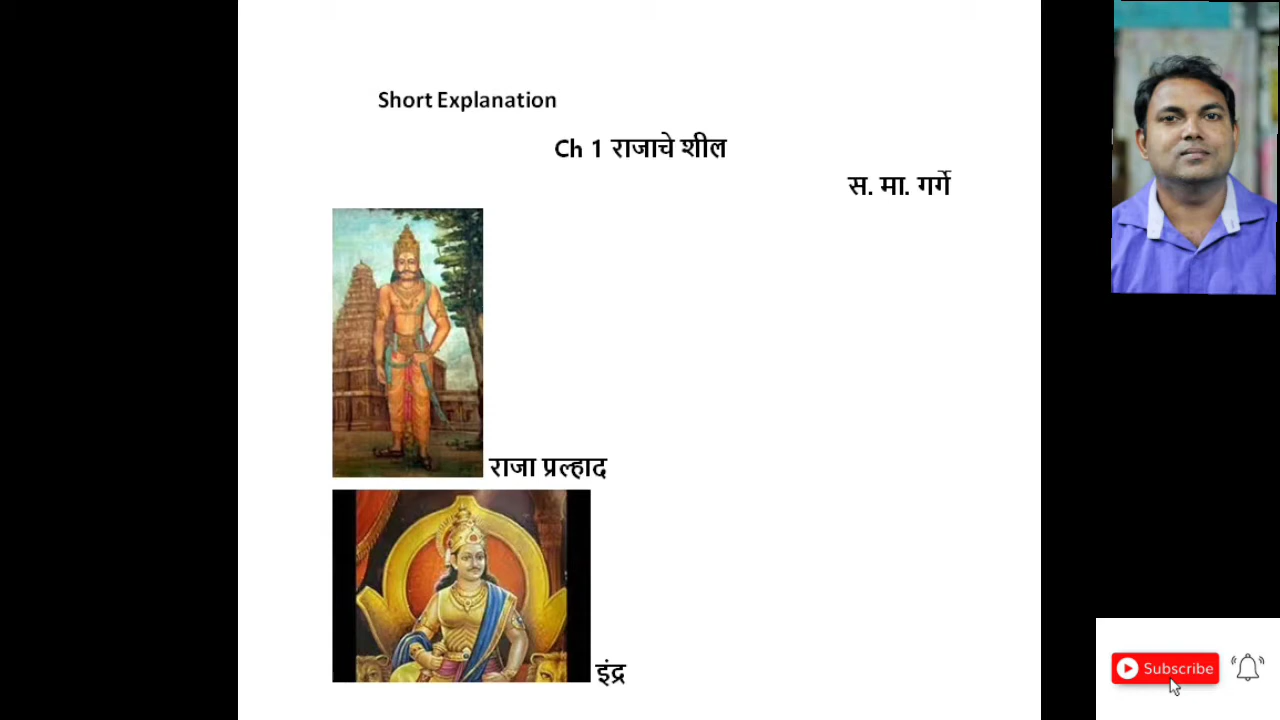 Short Explanation
Ch 1 राजाचे शील
स. मा. गर्गे
राजा प्रल्हाद
इंद्र
Subscribe